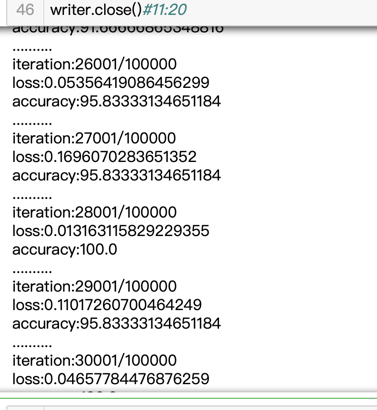 46 writer.close()#11:20
accuracy:91.66666865348816
..........
iteration:26001/100000
loss:0.05356419086456299
accuracy:95.83333134651184
..........
iteration:27001/100000
loss:0.1696070283651352
accuracy:95.83333134651184
..........
iteration:28001/100000
loss:0.013163115829229355
accuracy:100.0
..........
iteration:29001/100000
loss:0.11017260700464249
accuracy:95.83333134651184
..........
iteration:30001/100000
loss:0.04657784476876259